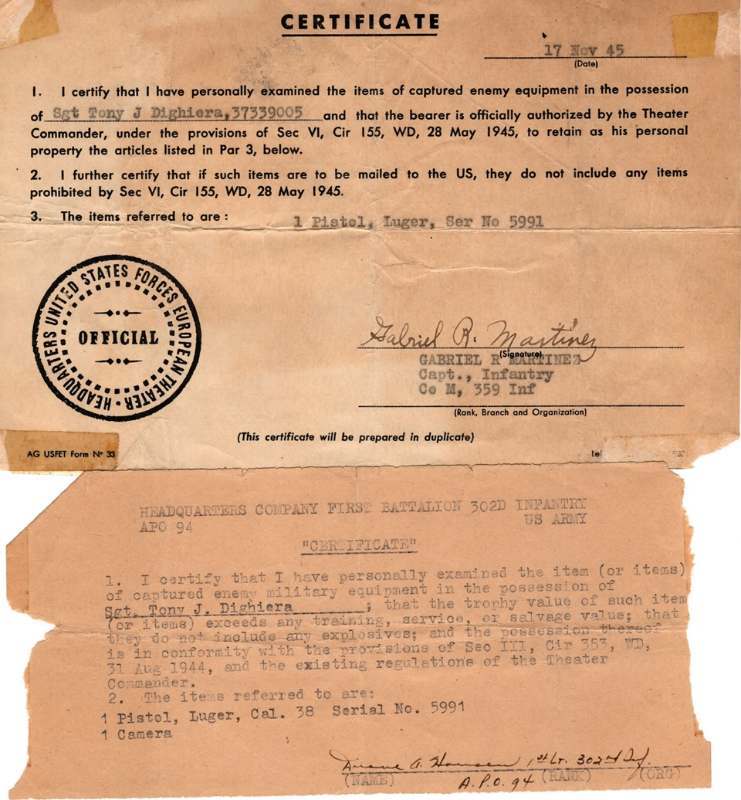 CERTIFICATE
17 Nov 45
(Date)
1. I certify that I have personally examined the items of captured enemy equipment in the possession
of Sgt Tony J Dighiera,37339005 and that the bearer is officially authorized by the Theater
Commander, under the provisions of Sec VI, Cir 155, WD, 28 May 1945, to retain as his personal
property the articles listed in Par 3, below.
2. I further certify that if such items are to be mailed to the US, they do not include any items
prohibited by Sec VI, Cir 155, WD, 28 May 1945.
3. The items referred to are : 1 Pistol, Luger, Ser No 5991
HEADQUARTERS UNITED STATES FORCES EUROPEAN THEATER
OFFICIAL
Gabriel R. Martinez
(Signature)
GABRIEL R MARTINEZ
Capt., Infantry
Co M, 359 Inf
(Rank, Branch and Organization)
(This certificate will be prepared in duplicate)
AG USFET Form No 33
HEADQUARTERS COMPANY FIRST BATTALION 302D INFANTRY
APO 94 US ARMY
"CERTIFICATE"
1. I certify that I have personally examined the item (or items)
of captured enemy military equipment in the possession of
Sgt. Tony J. Dighiera ; that the trophy value of such item
(or items) exceeds any training, service, or salvage value; that
they do not include any explosives; and the possession thereof
is in conformity with the provisions of Sec III, Cir 353, WD,
31 Aug 1944, and the existing regulations of the Theater
Commander.
2. The items referred to are:
1 Pistol, Luger, Cal. 38 Serial No. 5991
1 Camera
Duane A. Hansen 1st Lt. 302nd Inf.
(NAME) A.P.O. 94 (RANK) (ORG)